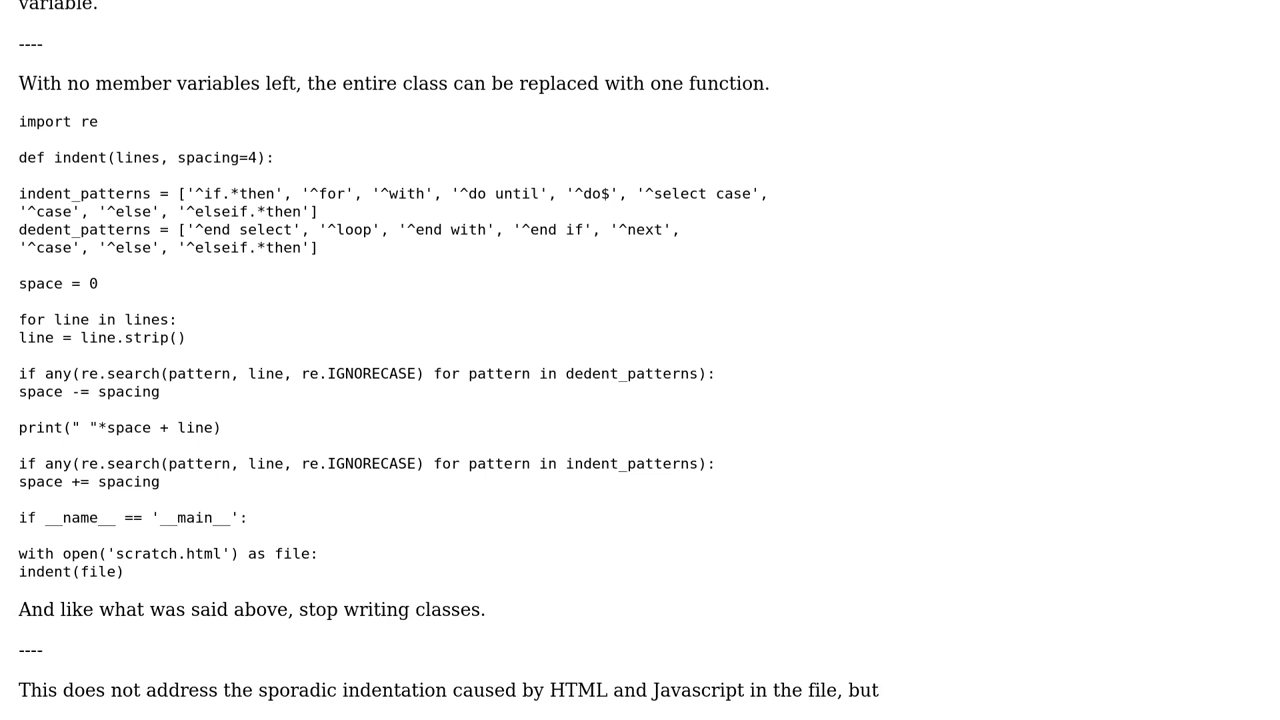 variable.
----
With no member variables left, the entire class can be replaced with one function.
import re
def indent(lines, spacing=4):
indent_patterns = ['^if.*then', '^for', '^with', '^do until', '^do$', '^select case',
'^case', '^else', '^elseif.*then']
dedent_patterns = ['^end select', '^loop', '^end with', '^end if', '^next',
'^case', '^else', '^elseif.*then']
space = 0
for line in lines:
line = line.strip()
if any(re.search(pattern, line, re.IGNORECASE) for pattern in dedent_patterns):
space -= spacing
print(" "*space + line)
if any(re.search(pattern, line, re.IGNORECASE) for pattern in indent_patterns):
space += spacing
if __name__ == '__main__':
with open('scratch.html') as file:
indent(file)
And like what was said above, stop writing classes.
----
This does not address the sporadic indentation caused by HTML and Javascript in the file, but